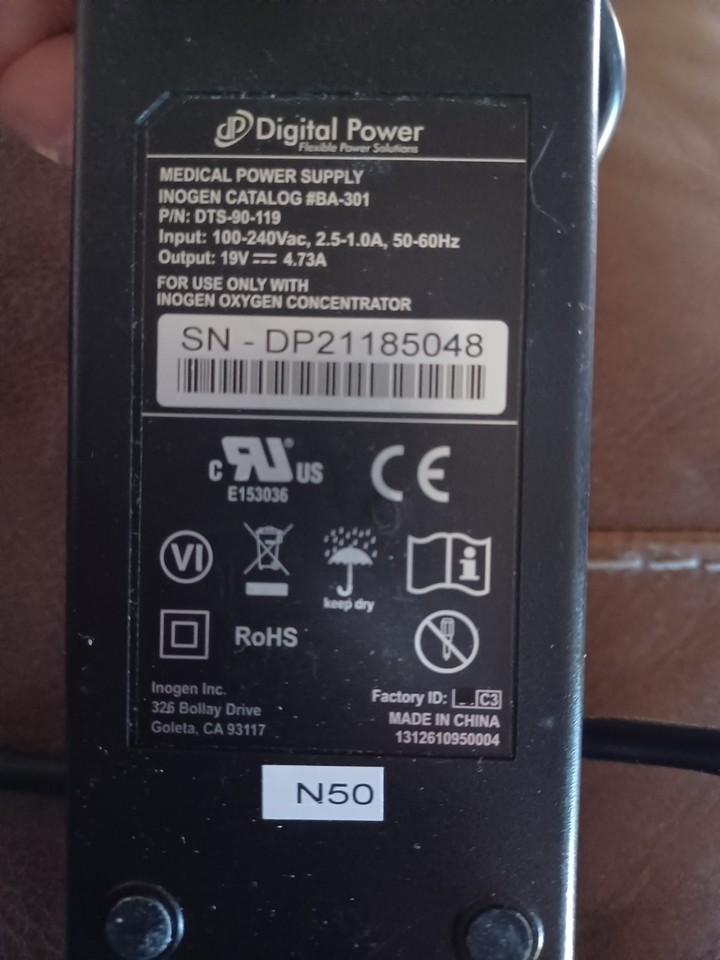 dP Digital Power
Flexible Power Solutions
MEDICAL POWER SUPPLY
INOGEN CATALOG #BA-301
P/N: DTS-90-119
Input: 100-240Vac, 2.5-1.0A, 50-60Hz
Output: 19V ⎓ 4.73A
FOR USE ONLY WITH
INOGEN OXYGEN CONCENTRATOR
SN - DP21185048
C RU ® US
E153036
CE
VI
keep dry
i
RoHS
Inogen Inc.
326 Bollay Drive
Goleta, CA 93117
Factory ID: C3
MADE IN CHINA
1312610950004
N50